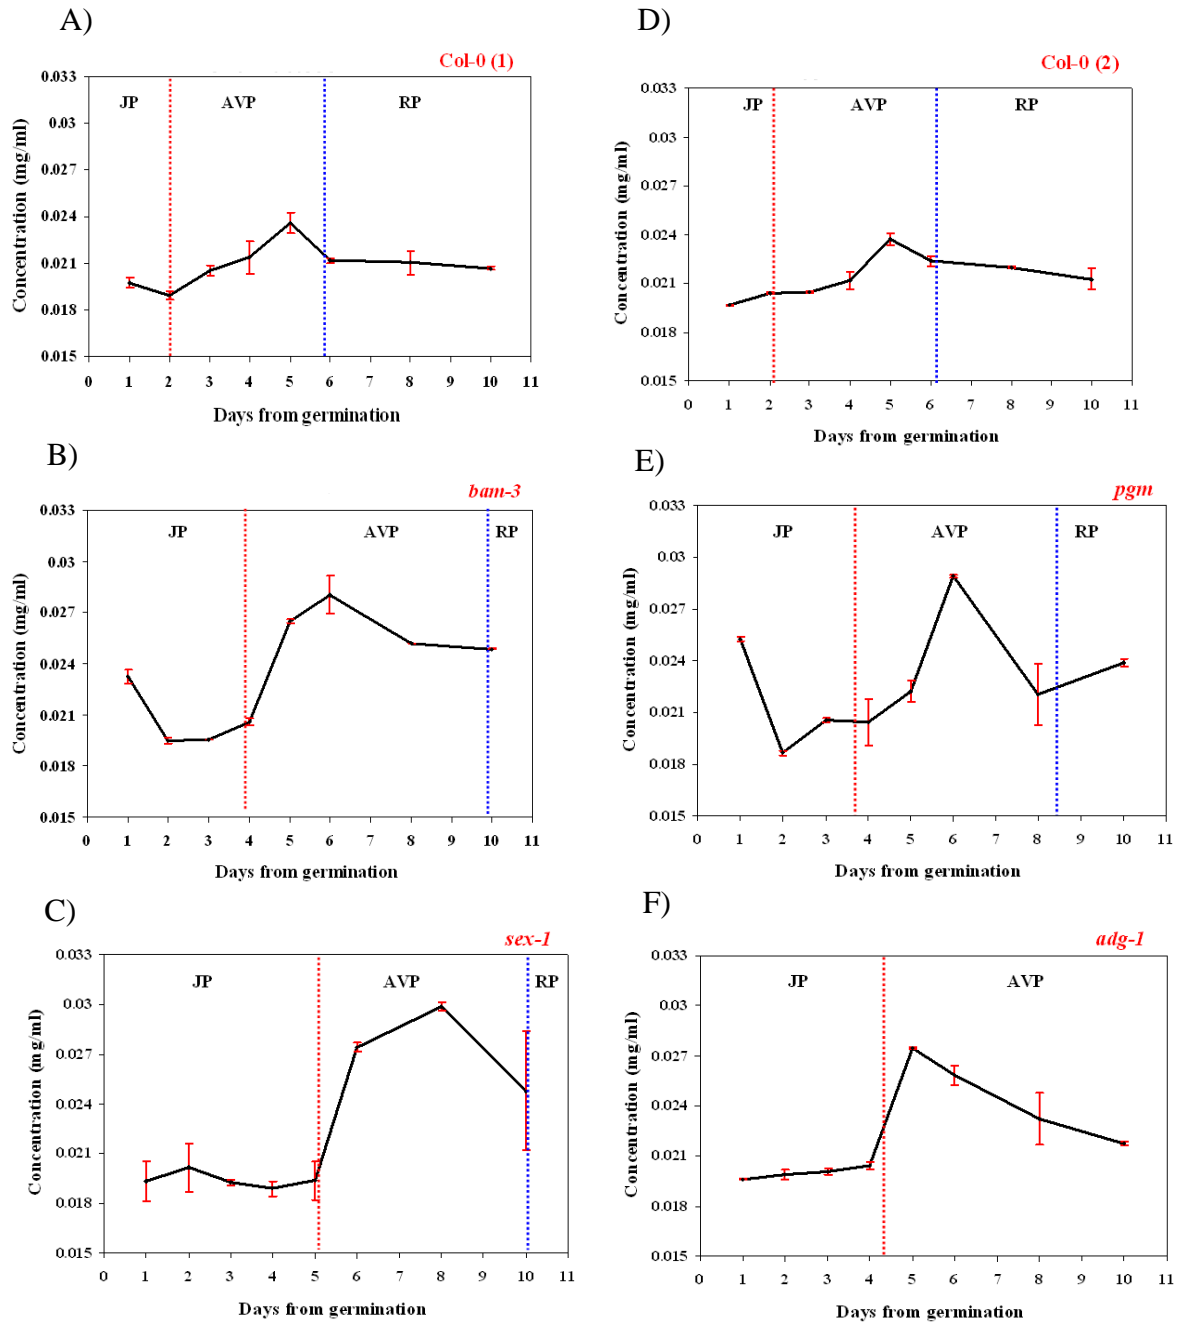 A)
Col-0 (1)
0.033
0.03
0.027
0.024
0.021
0.018
0.015
Concentration (mg/ml)
JP AVP RP
0 1 2 3 4 5 6 7 8 9 10 11
Days from germination
D)
Col-0 (2)
0.033
0.03
0.027
0.024
0.021
0.018
0.015
Concentration (mg/ml)
JP AVP RP
0 1 2 3 4 5 6 7 8 9 10 11
Days from germination
B)
bam-3
0.033
0.03
0.027
0.024
0.021
0.018
0.015
Concentration (mg/ml)
JP AVP RP
0 1 2 3 4 5 6 7 8 9 10 11
Days from germination
E)
pgm
0.033
0.03
0.027
0.024
0.021
0.018
0.015
Concentration (mg/ml)
JP AVP RP
0 1 2 3 4 5 6 7 8 9 10 11
Days from germination
C)
sex-1
0.033
0.03
0.027
0.024
0.021
0.018
0.015
Concentration (mg/ml)
JP AVP RP
0 1 2 3 4 5 6 7 8 9 10 11
Days from germination
F)
adg-1
0.033
0.03
0.027
0.024
0.021
0.018
0.015
Concentration (mg/ml)
JP AVP
0 1 2 3 4 5 6 7 8 9 10 11
Days from germination